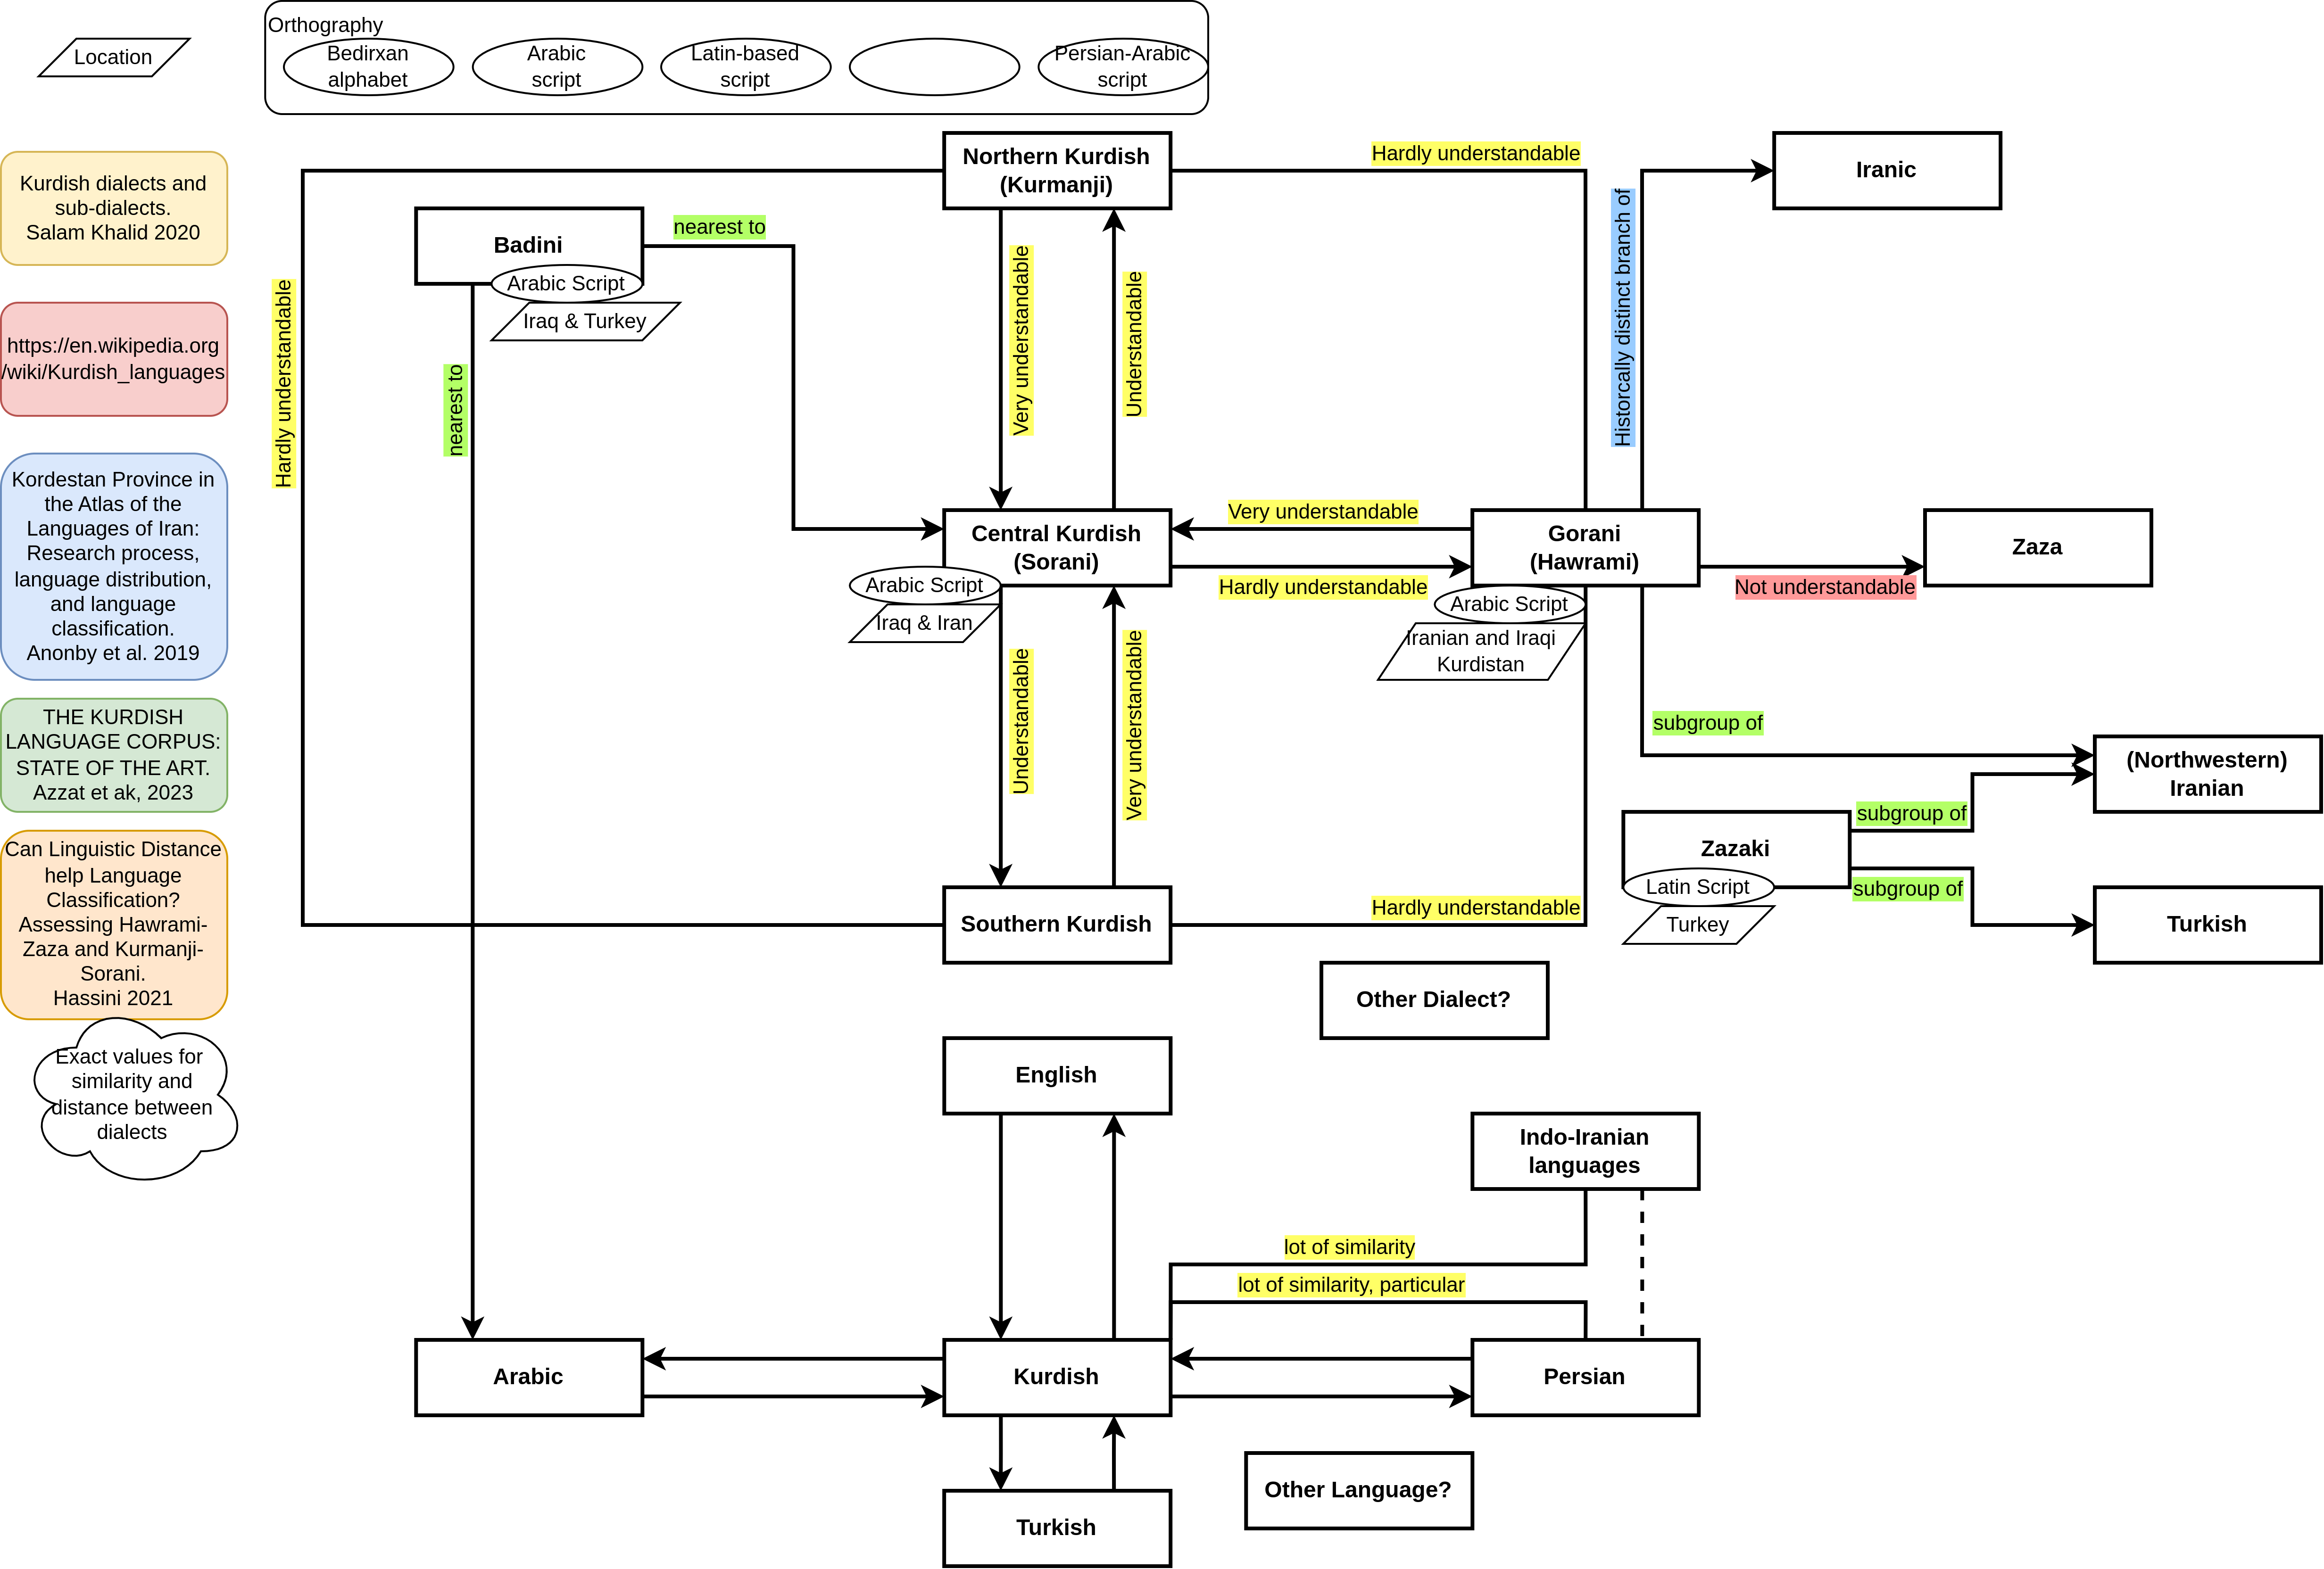 Location
Orthography
Bedirxan
alphabet
Arabic
script
Latin-based
script
Persian-Arabic
script
Kurdish dialects and
sub-dialects.
Salam Khalid 2020
https://en.wikipedia.org
/wiki/Kurdish_languages
Kordestan Province in
the Atlas of the
Languages of Iran:
Research process,
language distribution,
and language
classification.
Anonby et al. 2019
THE KURDISH
LANGUAGE CORPUS:
STATE OF THE ART.
Azzat et ak, 2023
Can Linguistic Distance
help Language
Classification?
Assessing Hawrami-
Zaza and Kurmanji-
Sorani.
Hassini 2021
Exact values for
similarity and
distance between
dialects
Northern Kurdish
(Kurmanji)
Hardly understandable
Iranic
Badini
nearest to
Arabic Script
Iraq & Turkey
Hardly understandable
nearest to
Very understandable
Understandable
Historcally distinct branch of
Central Kurdish
(Sorani)
Arabic Script
Iraq & Iran
Very understandable
Hardly understandable
Gorani
(Hawrami)
Arabic Script
Iranian and Iraqi
Kurdistan
Not understandable
Zaza
Understandable
Very understandable
subgroup of
(Northwestern)
Iranian
Zazaki
Latin Script
Turkey
subgroup of
subgroup of
Turkish
Southern Kurdish
Hardly understandable
Other Dialect?
English
Indo-Iranian
languages
lot of similarity
lot of similarity, particular
Arabic
Kurdish
Persian
Other Language?
Turkish